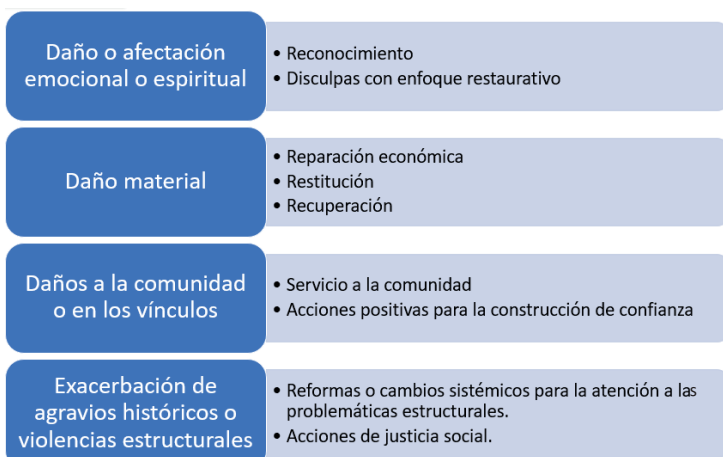 Daño o afectación
emocional o espiritual
• Reconocimiento
• Disculpas con enfoque restaurativo
Daño material
• Reparación económica
• Restitución
• Recuperación
Daños a la comunidad
o en los vínculos
• Servicio a la comunidad
• Acciones positivas para la construcción de confianza
Exacerbación de
agravios históricos o
violencias estructurales
• Reformas o cambios sistémicos para la atención a las
problemáticas estructurales.
• Acciones de justicia social.